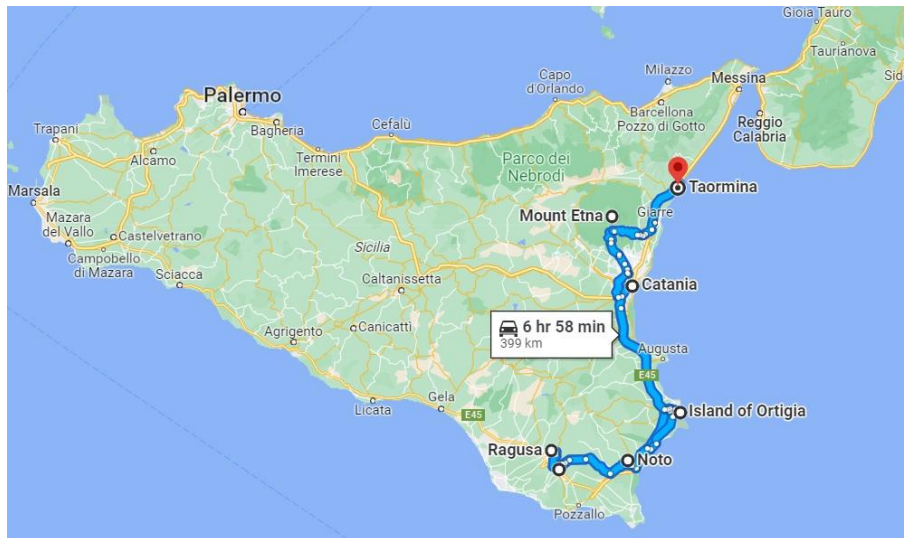 Gioia Tauro
Taurianova
Milazzo
Messina
Capo
d'Orlando
Palermo
Barcellona
Pozzo di Gotto
Reggio
Calabria
Sid
Trapani
Bagheria
Cefalù
Alcamo
Termini
Imerese
Parco dei
Nebrodi
Taormina
Marsala
Mazara
del Vallo
Castelvetrano
Campobello
di Mazara
Mount Etna
Giarre
Sicilia
Sciacca
Caltanissetta
Catania
6 hr 58 min
399 km
Agrigento
Canicattì
Augusta
E45
Licata
Gela
E45
Island of Ortigia
Ragusa
Noto
Pozzallo